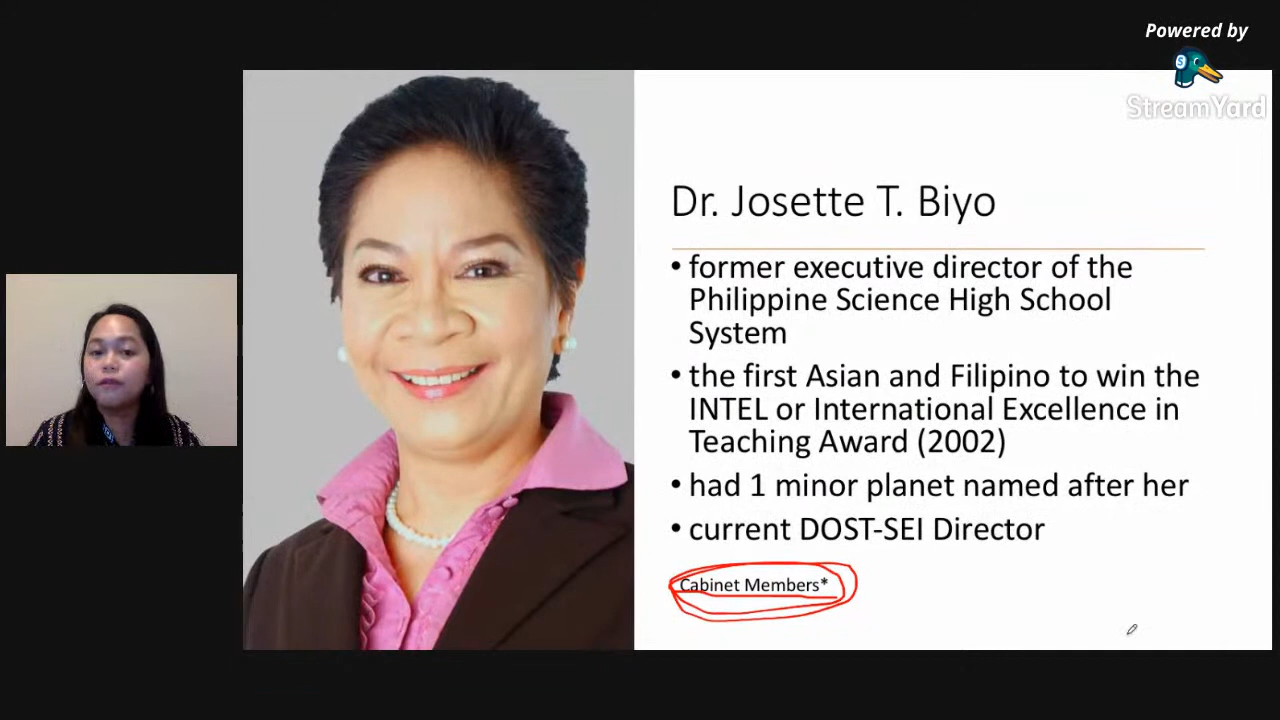 Powered by
StreamYard
Dr. Josette T. Biyo
• former executive director of the
Philippine Science High School
System
• the first Asian and Filipino to win the
INTEL or International Excellence in
Teaching Award (2002)
• had 1 minor planet named after her
• current DOST-SEI Director
Cabinet Members*